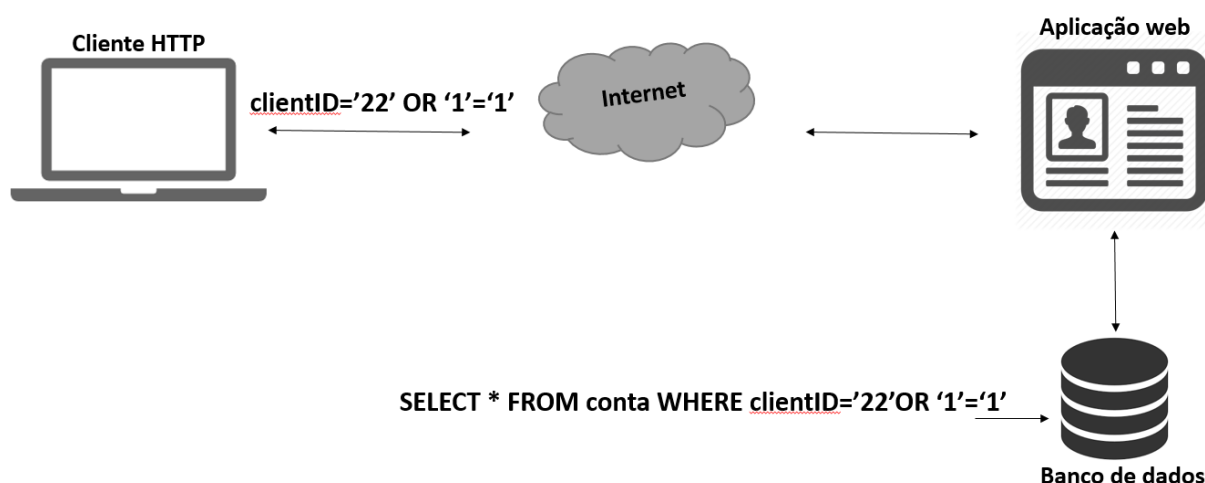 Cliente HTTP
Aplicação web
clientID=’22’ OR ‘1’=‘1’
Internet
SELECT * FROM conta WHERE clientID=’22’OR ‘1’=‘1’
Banco de dados